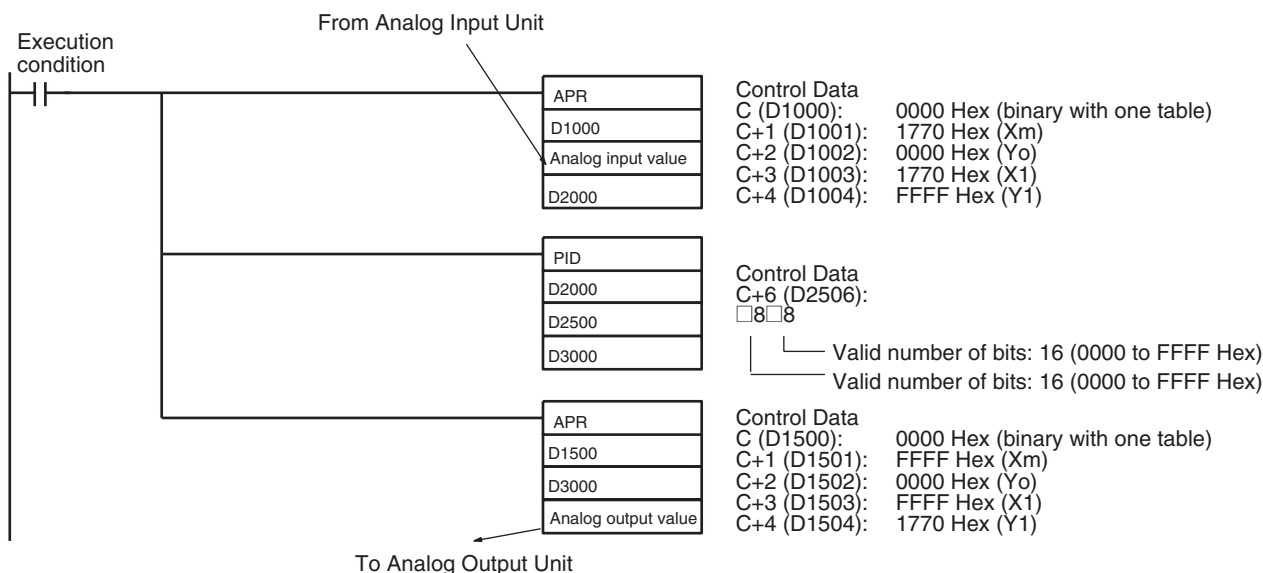 From Analog Input Unit
Execution
condition
APR
D1000
Analog input value
D2000
Control Data
C (D1000): 0000 Hex (binary with one table)
C+1 (D1001): 1770 Hex (Xm)
C+2 (D1002): 0000 Hex (Yo)
C+3 (D1003): 1770 Hex (X1)
C+4 (D1004): FFFF Hex (Y1)
PID
D2000
D2500
D3000
Control Data
C+6 (D2506):
□8□8
Valid number of bits: 16 (0000 to FFFF Hex)
Valid number of bits: 16 (0000 to FFFF Hex)
APR
D1500
D3000
Analog output value
Control Data
C (D1500): 0000 Hex (binary with one table)
C+1 (D1501): FFFF Hex (Xm)
C+2 (D1502): 0000 Hex (Yo)
C+3 (D1503): FFFF Hex (X1)
C+4 (D1504): 1770 Hex (Y1)
To Analog Output Unit